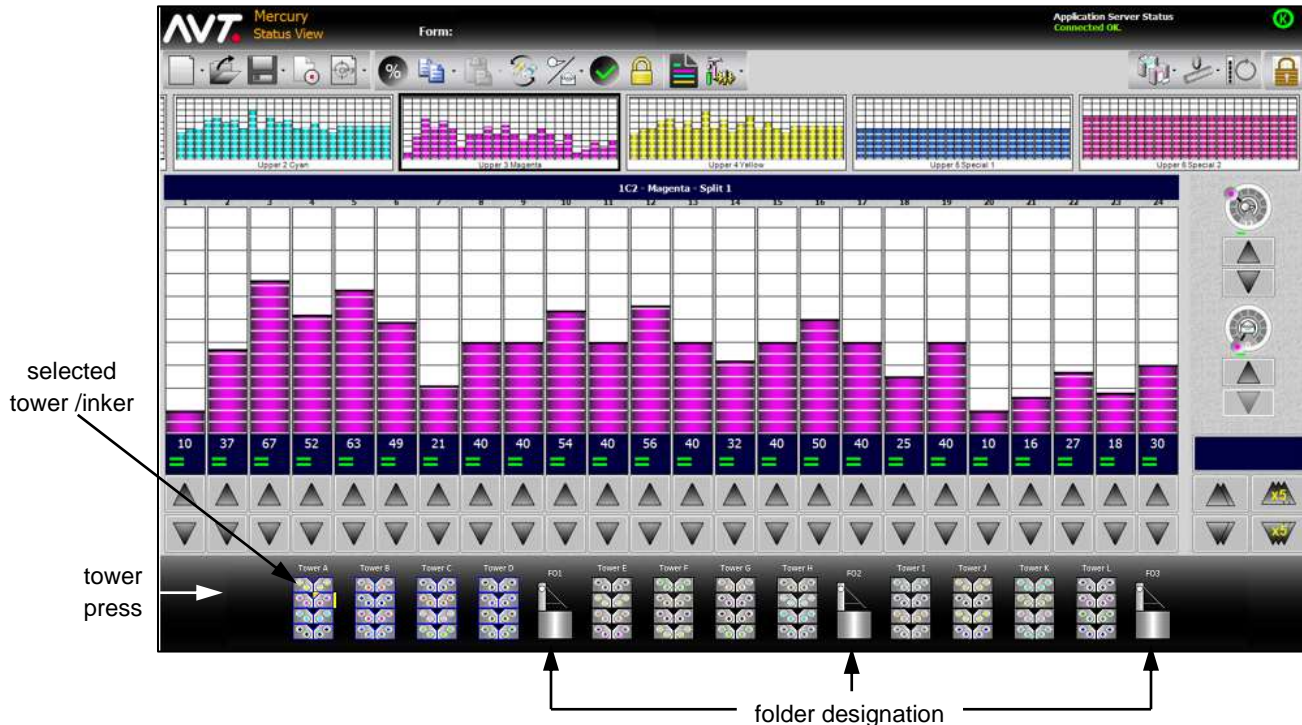 AVT
Mercury
Status View
Form:
Application Server Status
Connected OK.
K
%
Upper 2 Cyan
Upper 3 Magenta
Upper 4 Yellow
Upper 5 Special 1
Upper 6 Special 2
1C2 - Magenta - Split 1
1 2 3 4 5 6 7 8 9 10 11 12 13 14 15 16 17 18 19 20 21 22 23 24
10 37 67 52 63 49 21 40 40 54 40 56 40 32 40 50 40 25 40 10 16 27 18 30
x5
x5
selected
tower /inker
tower
press
Tower A Tower B Tower C Tower D FO1 Tower E Tower F Tower G Tower H FO2 Tower I Tower J Tower K Tower L FO3
folder designation